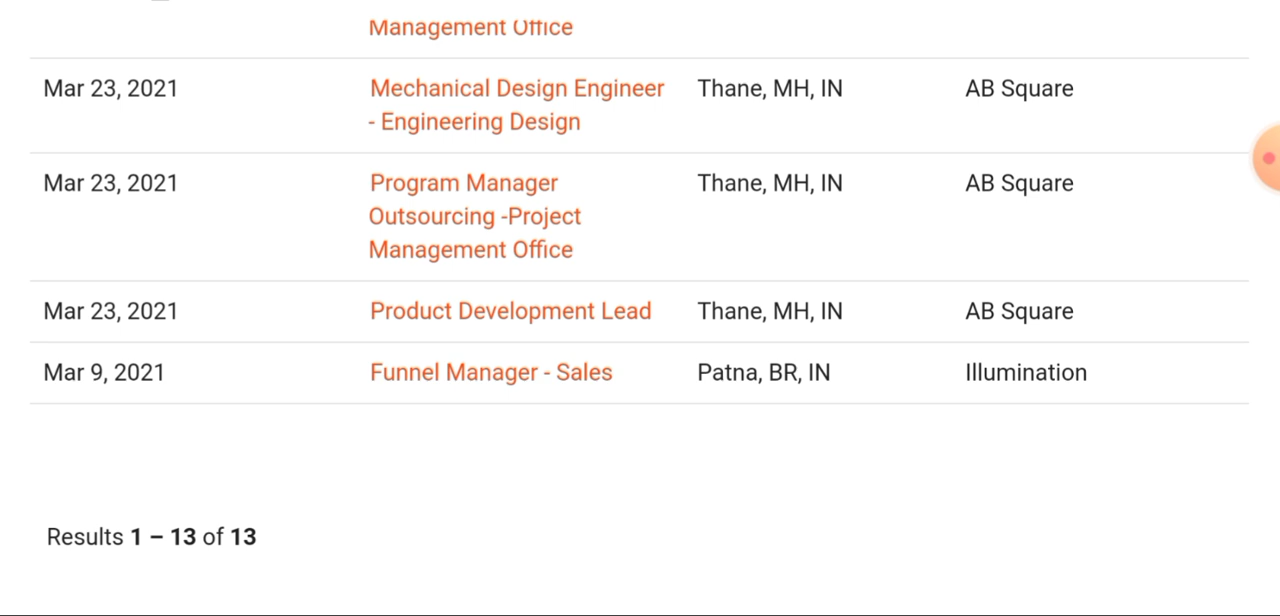 Management Office
Mar 23, 2021 Mechanical Design Engineer Thane, MH, IN AB Square
- Engineering Design
Mar 23, 2021 Program Manager Thane, MH, IN AB Square
Outsourcing -Project
Management Office
Mar 23, 2021 Product Development Lead Thane, MH, IN AB Square
Mar 9, 2021 Funnel Manager - Sales Patna, BR, IN Illumination
Results 1 – 13 of 13